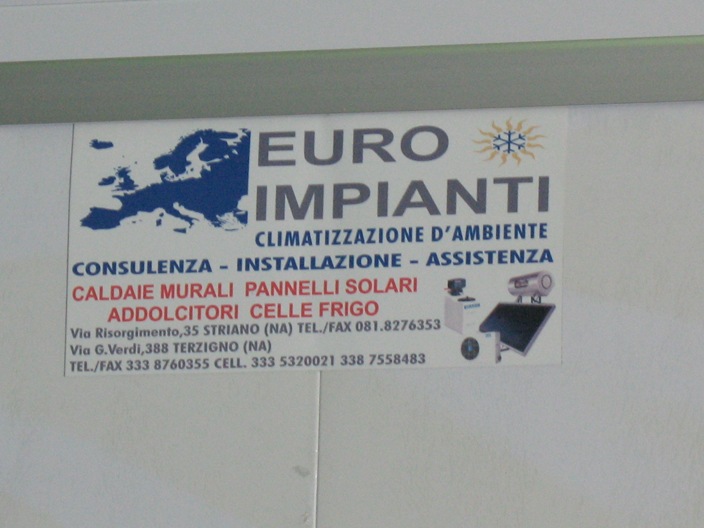 EURO
IMPIANTI
CLIMATIZZAZIONE D'AMBIENTE
CONSULENZA - INSTALLAZIONE - ASSISTENZA
CALDAIE MURALI PANNELLI SOLARI
ADDOLCITORI CELLE FRIGO
Via Risorgimento,35 STRIANO (NA) TEL./FAX 081.8276353
Via G.Verdi,388 TERZIGNO (NA)
TEL./FAX 333 8760355 CELL. 333 5320021 338 7558483